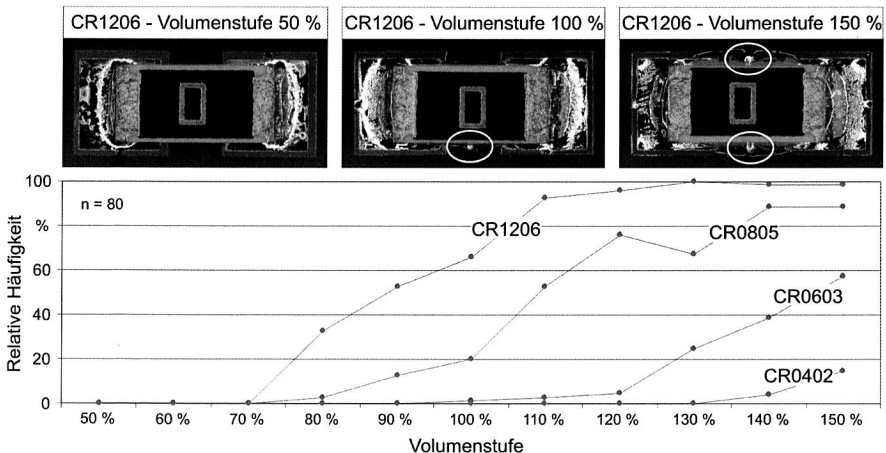 CR1206 - Volumenstufe 50 %
CR1206 - Volumenstufe 100 %
CR1206 - Volumenstufe 150 %
100
%
60
40
20
0
Relative Häufigkeit
n = 80
CR1206
CR0805
CR0603
CR0402
50 %
60 %
70 %
80 %
90 %
100 %
110 %
120 %
130 %
140 %
150 %
Volumenstufe